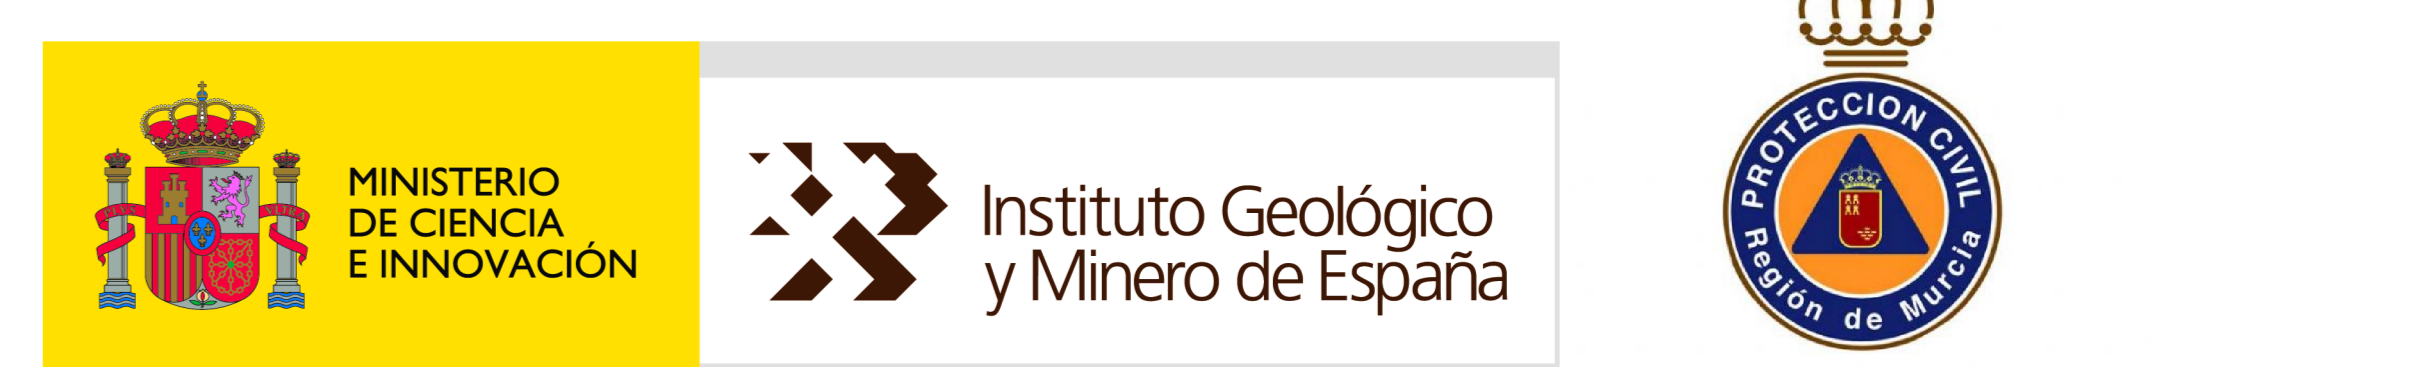 MINISTERIO
DE CIENCIA
E INNOVACIÓN
Instituto Geológico
y Minero de España
PROTECCION CIVIL
Región de Murcia